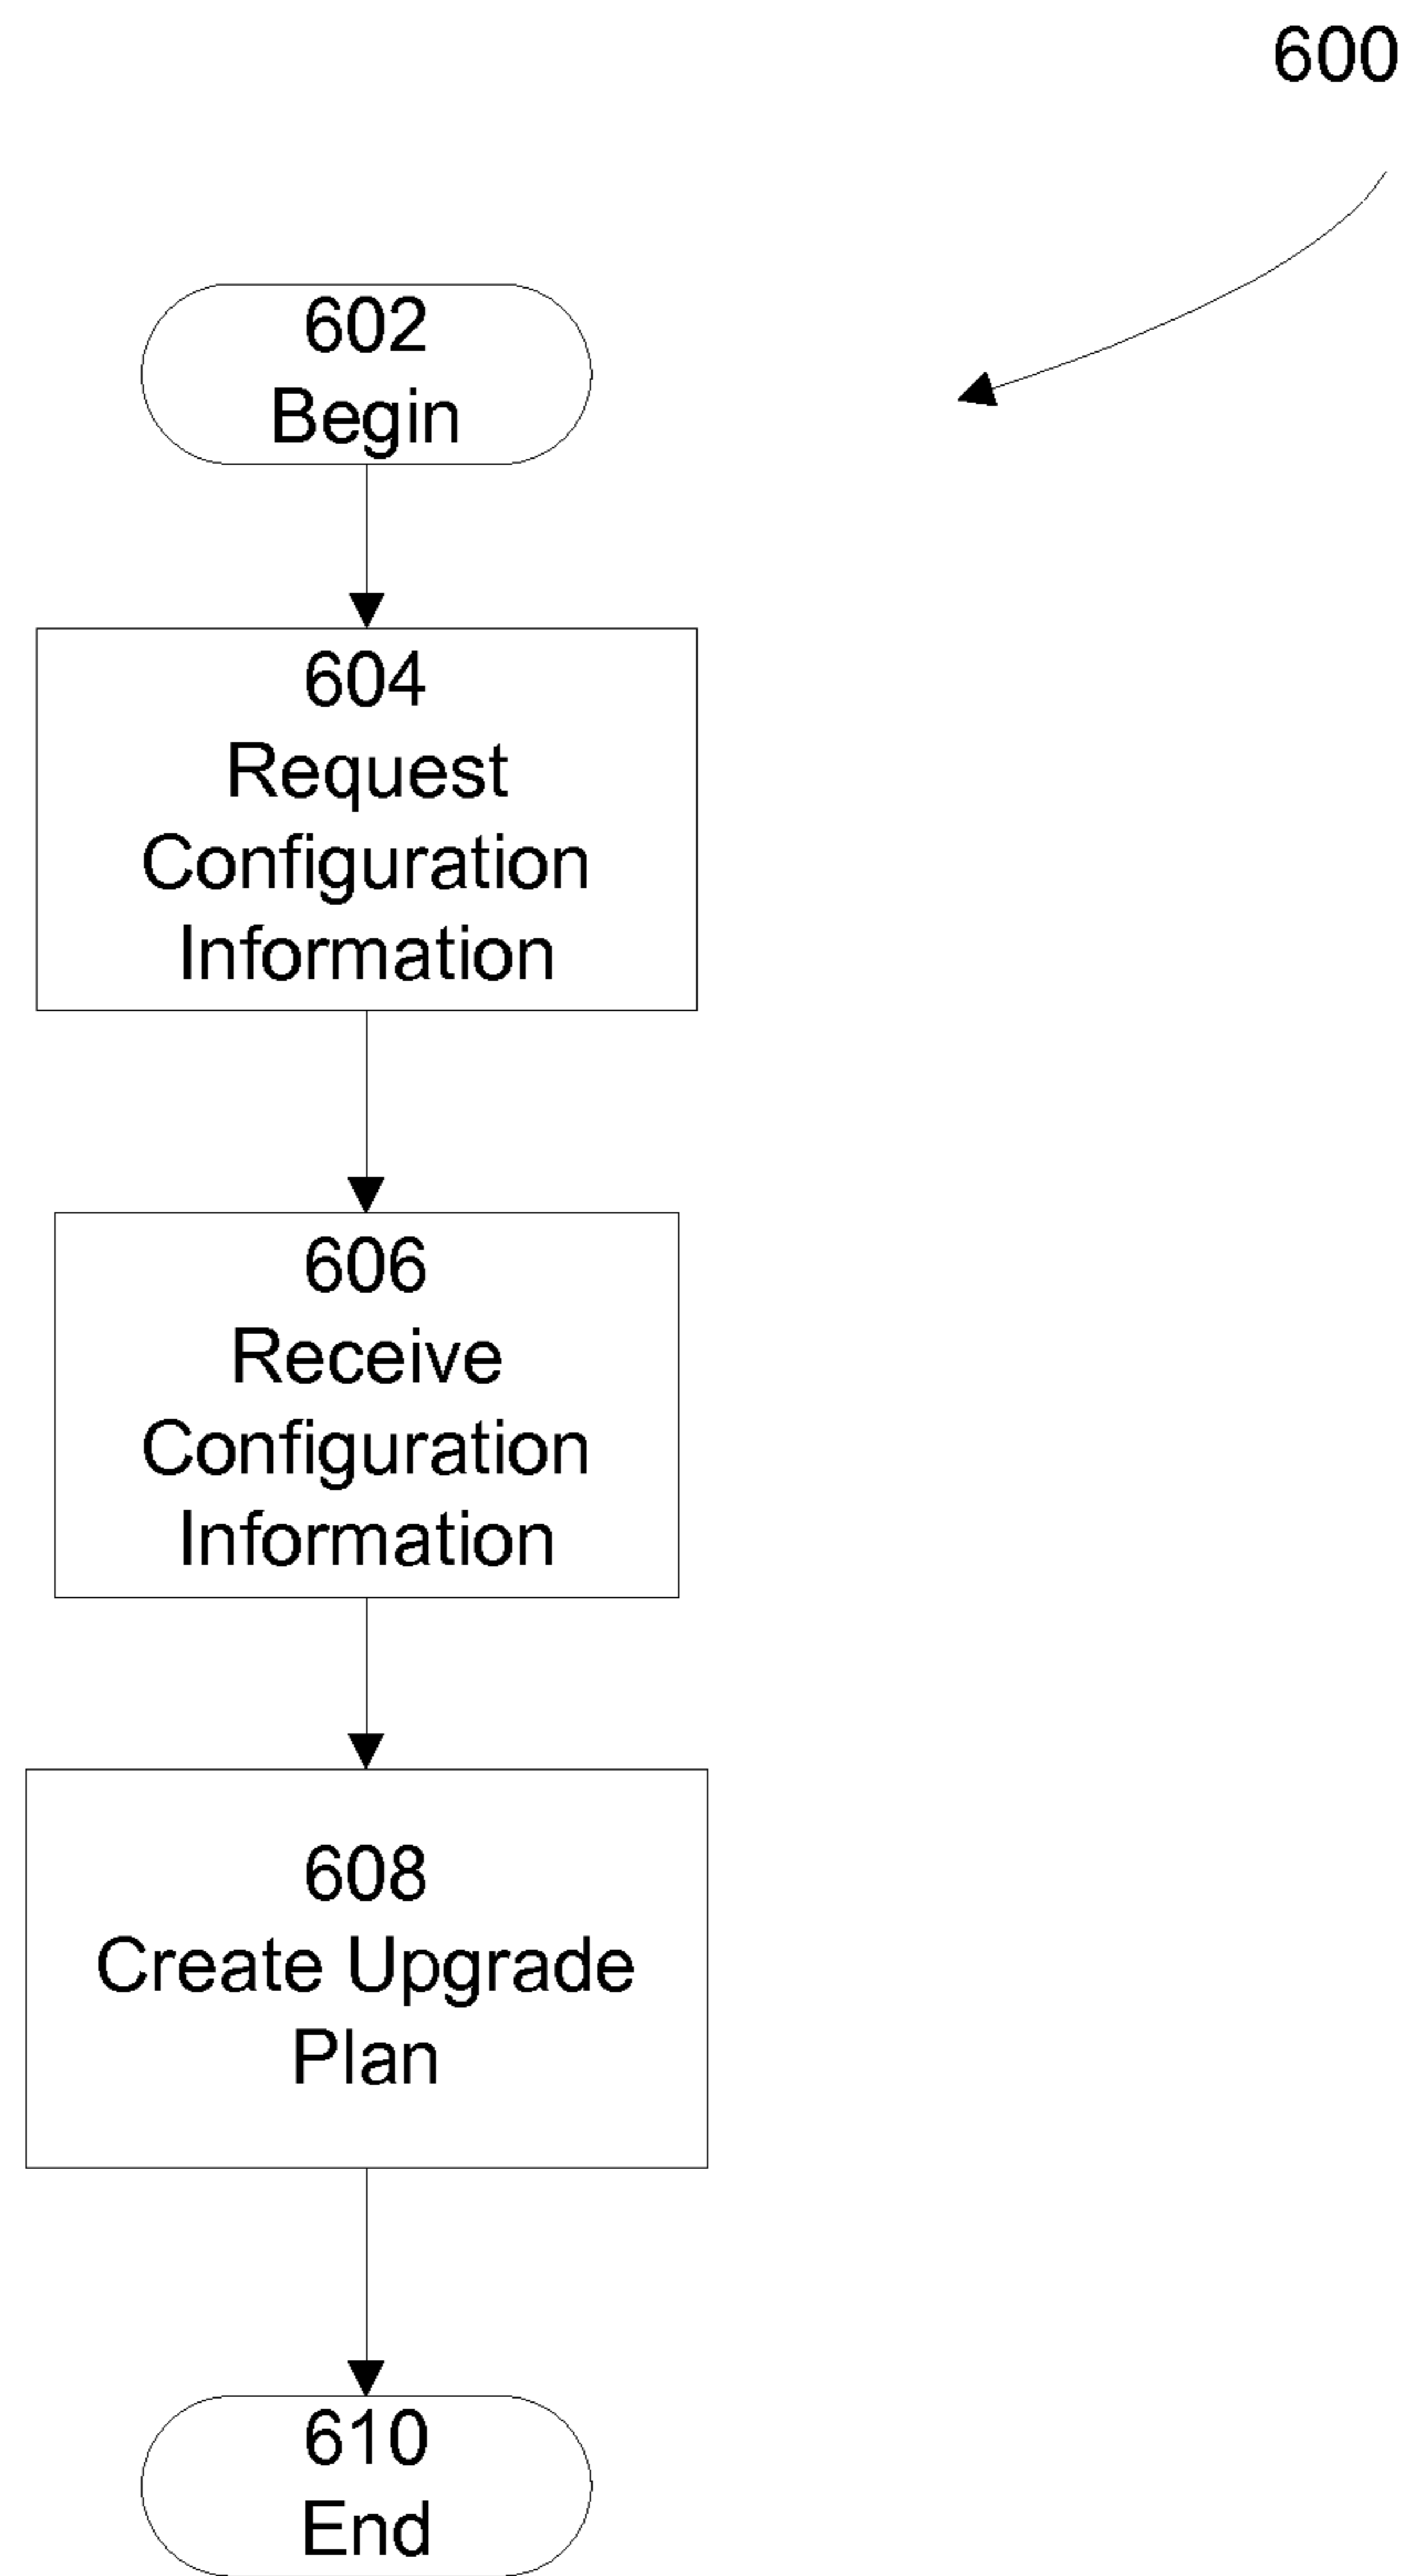 600
602
Begin
604
Request
Configuration
Information
606
Receive
Configuration
Information
608
Create Upgrade
Plan
610
End